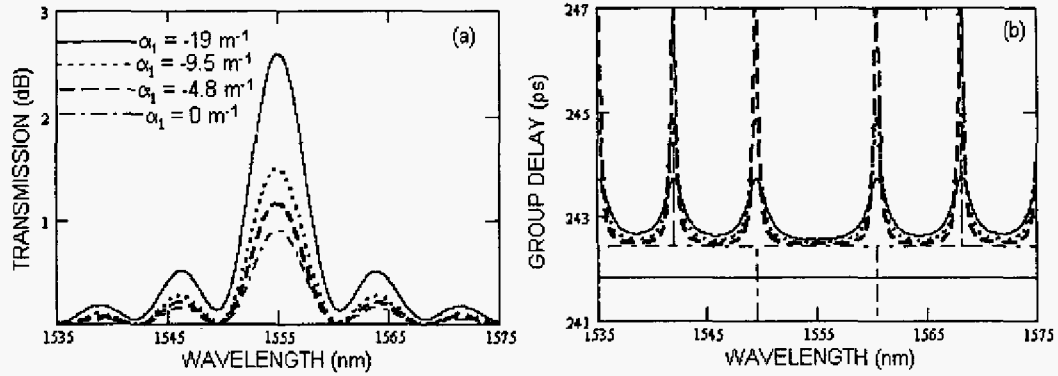 (a)
α₁ = -19 m⁻¹
α₁ = -9.5 m⁻¹
α₁ = -4.8 m⁻¹
α₁ = 0 m⁻¹
3
2
1
TRANSMISSION (dB)
1535
1545
1555
1565
1575
WAVELENGTH (nm)
(b)
247
245
243
241
GROUP DELAY (ps)
1535
1545
1555
1565
1575
WAVELENGTH (nm)